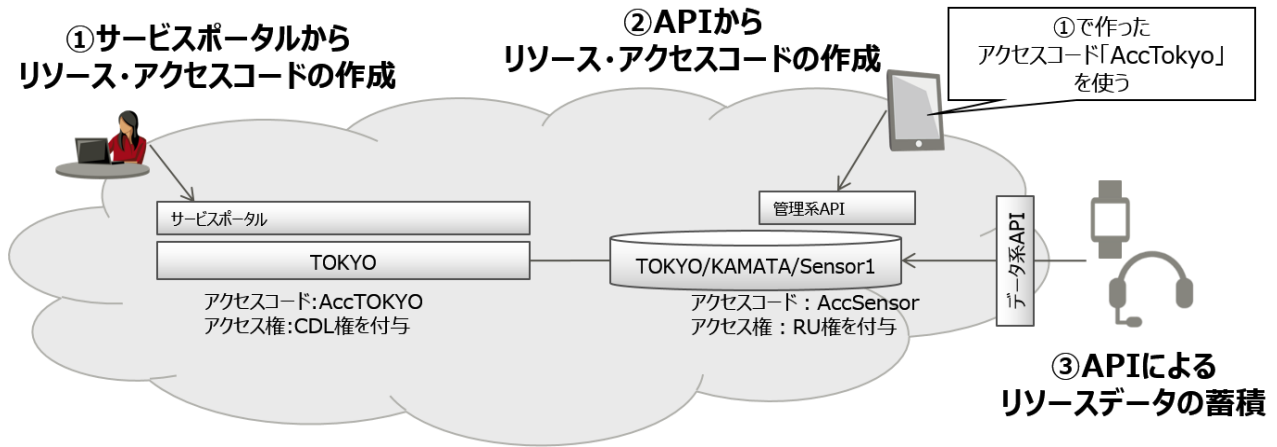 ①サービスポータルから
リソース・アクセスコードの作成
②APIから
リソース・アクセスコードの作成
①で作った
アクセスコード「AccTokyo」
を使う
サービスポータル
管理系API
TOKYO
TOKYO/KAMATA/Sensor1
データ系API
アクセスコード:AccTOKYO
アクセス権:CDL権を付与
アクセスコード：AccSensor
アクセス権：RU権を付与
③APIによる
リソースデータの蓄積